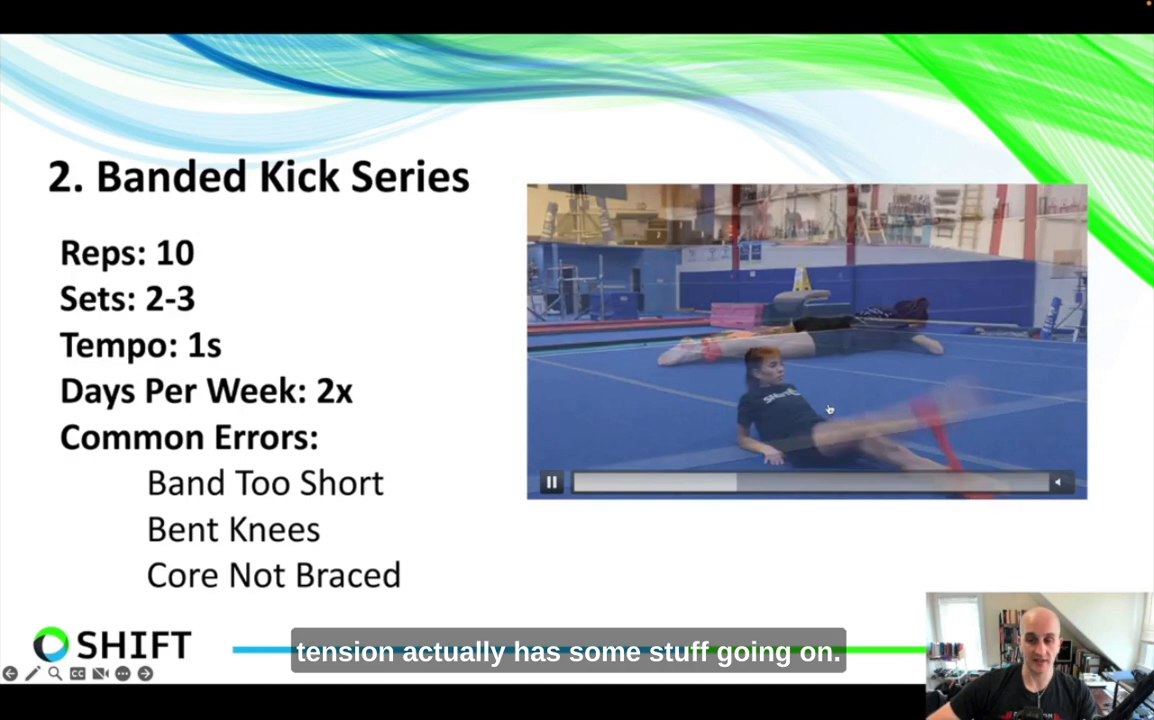 2. Banded Kick Series
Reps: 10
Sets: 2-3
Tempo: 1s
Days Per Week: 2x
Common Errors:
Band Too Short
Bent Knees
Core Not Braced
SHIFT
tension actually has some stuff going on.
CC